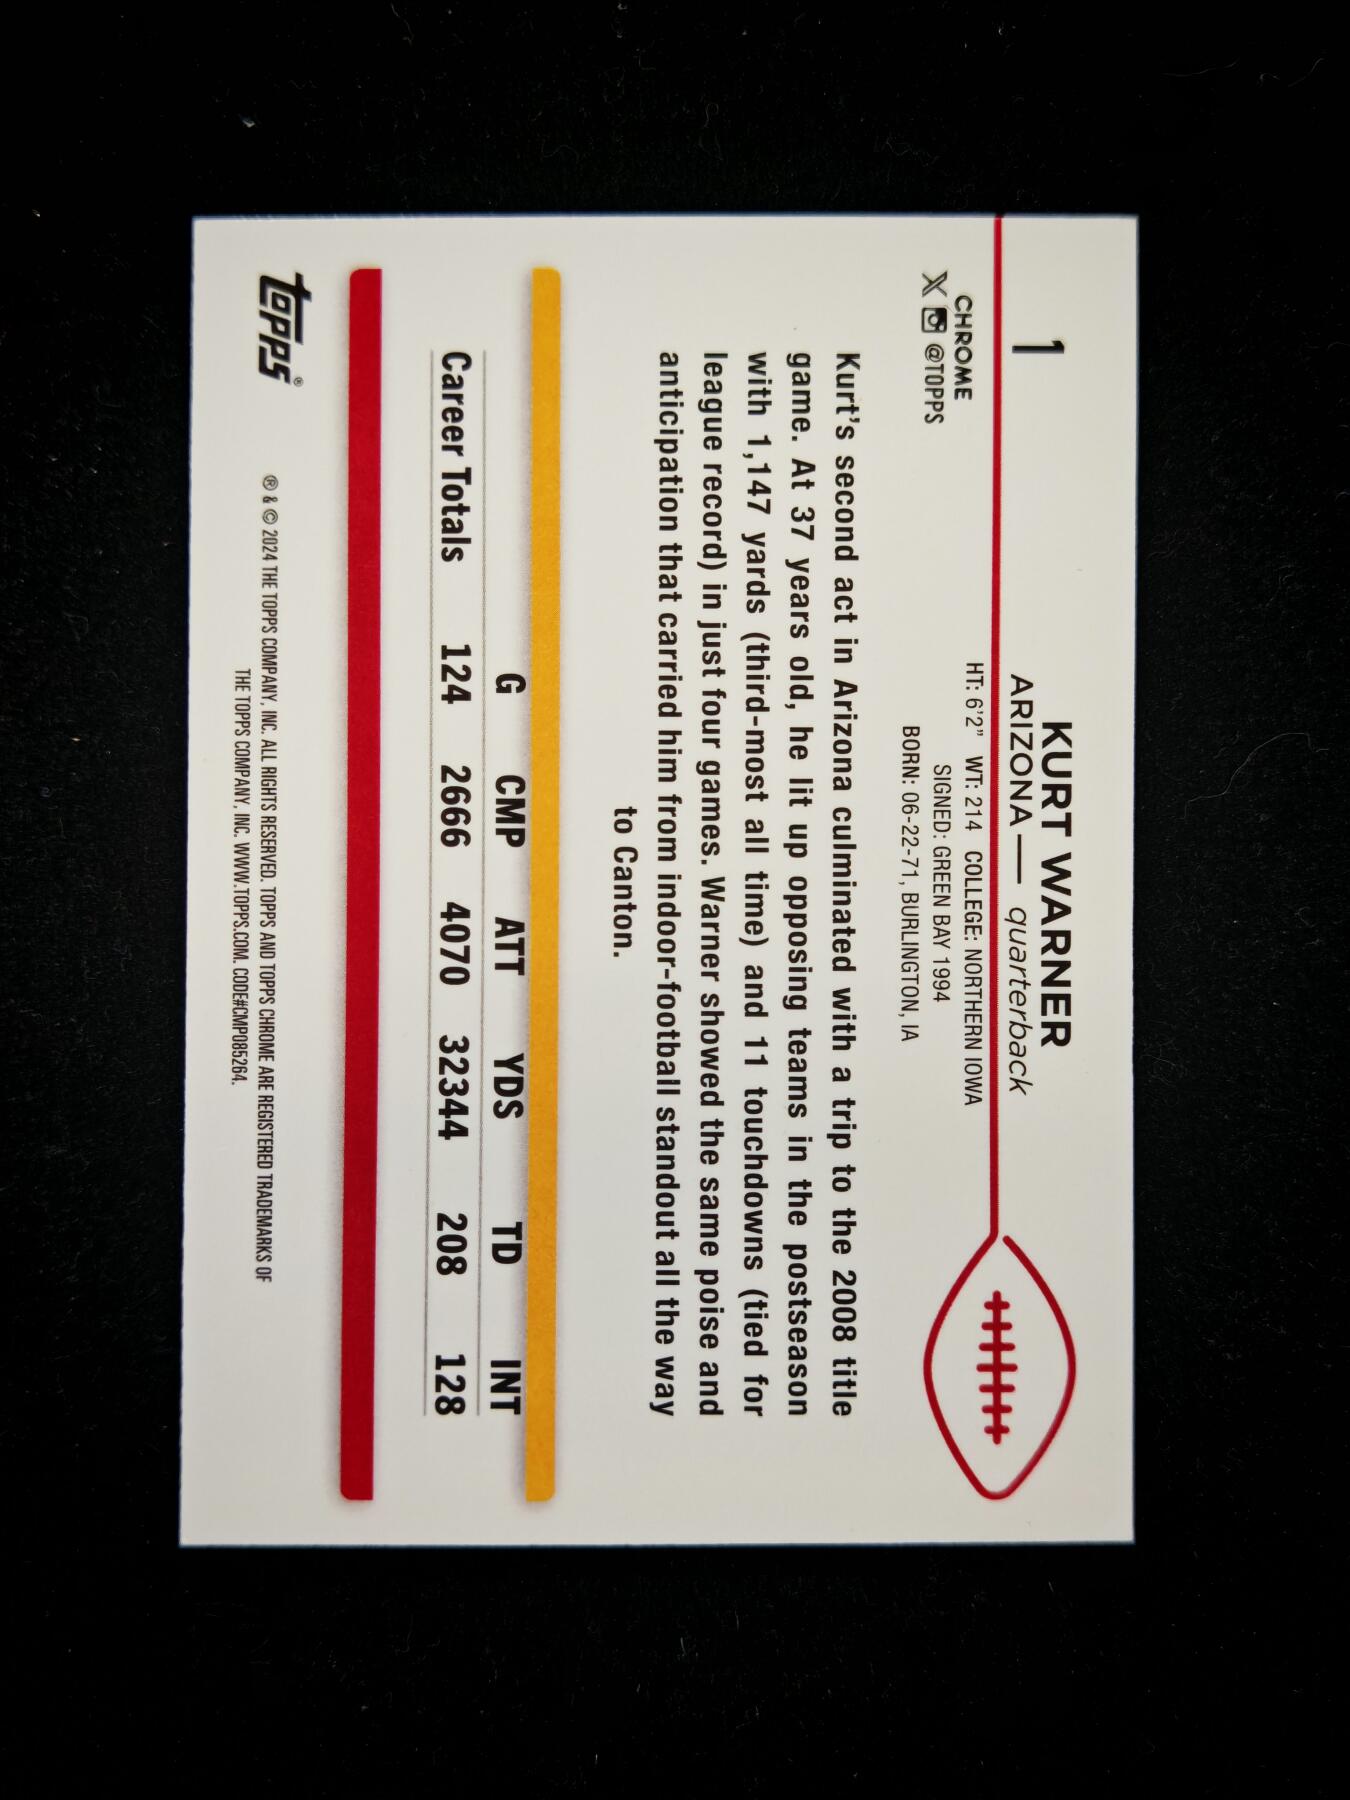 1
KURT WARNER
ARIZONA — quarterback
CHROME
X @TOPPS
HT: 6'2" WT: 214 COLLEGE: NORTHERN IOWA
SIGNED: GREEN BAY 1994
BORN: 06-22-71, BURLINGTON, IA
Kurt's second act in Arizona culminated with a trip to the 2008 title
game. At 37 years old, he lit up opposing teams in the postseason
with 1,147 yards (third-most all time) and 11 touchdowns (tied for
league record) in just four games. Warner showed the same poise and
anticipation that carried him from indoor-football standout all the way
to Canton.
G CMP ATT YDS TD INT
Career Totals 124 2666 4070 32344 208 128
topps®
® & © 2024 THE TOPPS COMPANY, INC. ALL RIGHTS RESERVED. TOPPS AND TOPPS CHROME ARE REGISTERED TRADEMARKS OF
THE TOPPS COMPANY, INC. WWW.TOPPS.COM. CODE#CMP085264.